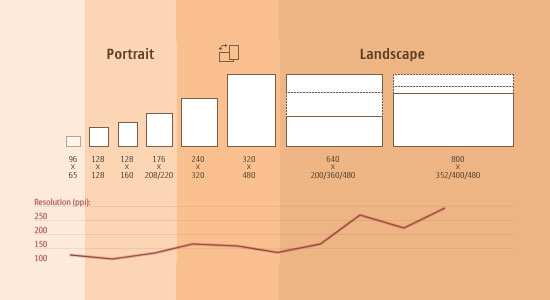 Portrait
Landscape
96 128 128 176 240 320 640 800
x x x x x x x x
65 128 160 208/220 320 480 200/360/480 352/400/480
Resolution (ppi):
250
200
150
100